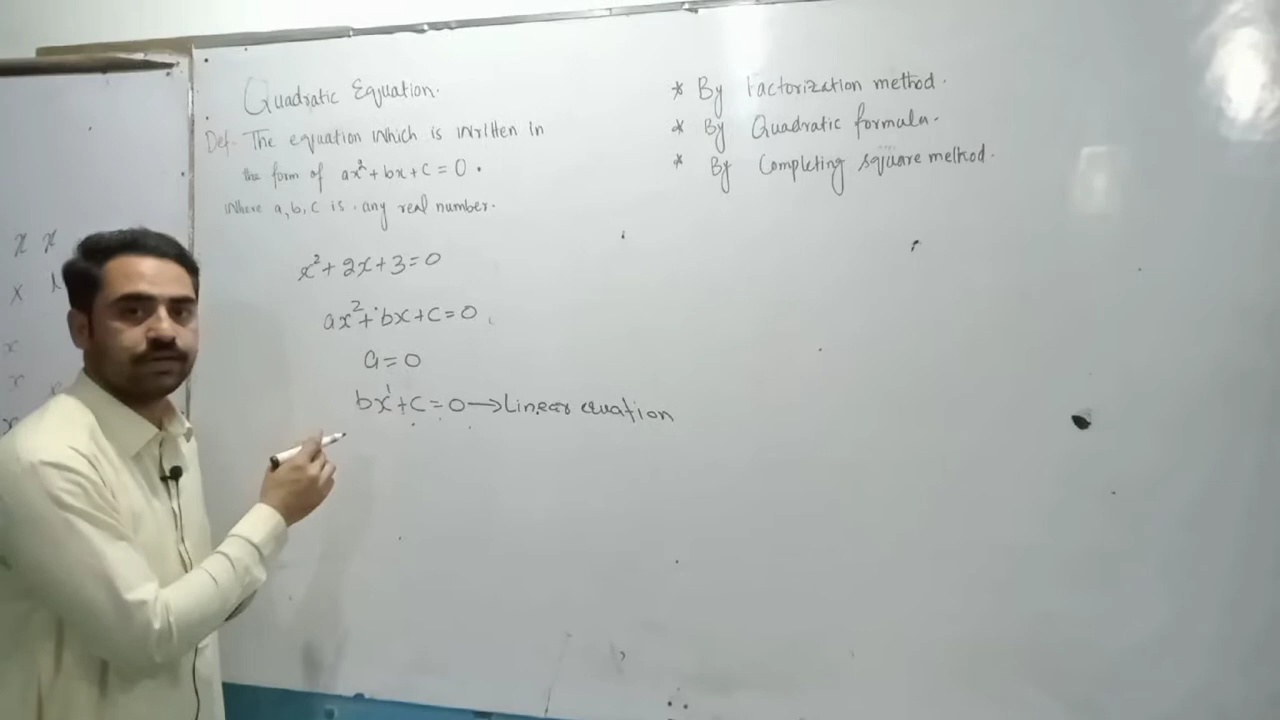 Quadratic Equation.
Def:- The equation which is written in
the form of ax²+bx+c=0.
Where a,b,c is any real number.
x²+2x+3=0
ax²+bx+c=0
a=0
bx¹+c=0→Linear equation
* By Factorization method.
* By Quadratic formula.
* By Completing square method.
x x
x
x
x
x